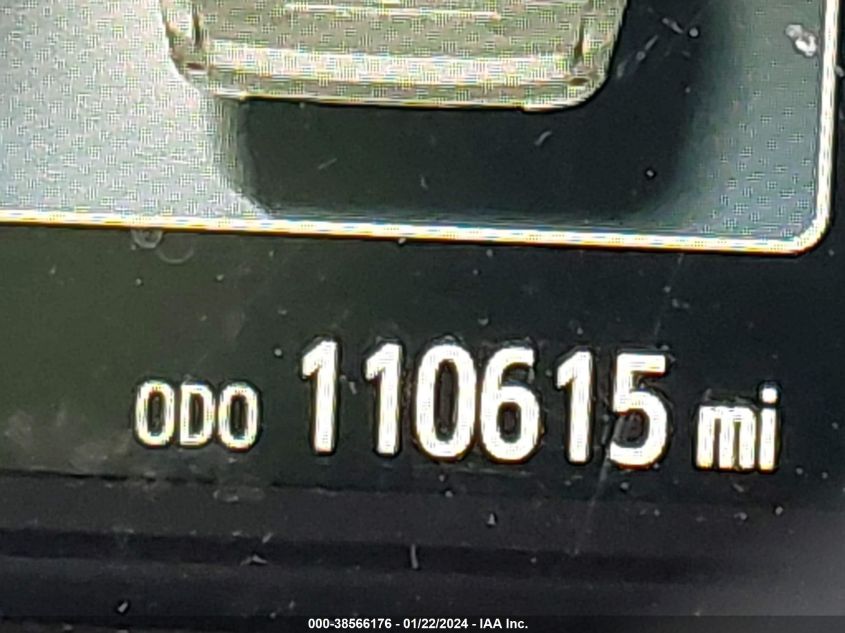 ODO 110615 mi
000-38566176 - 01/22/2024 - IAA Inc.